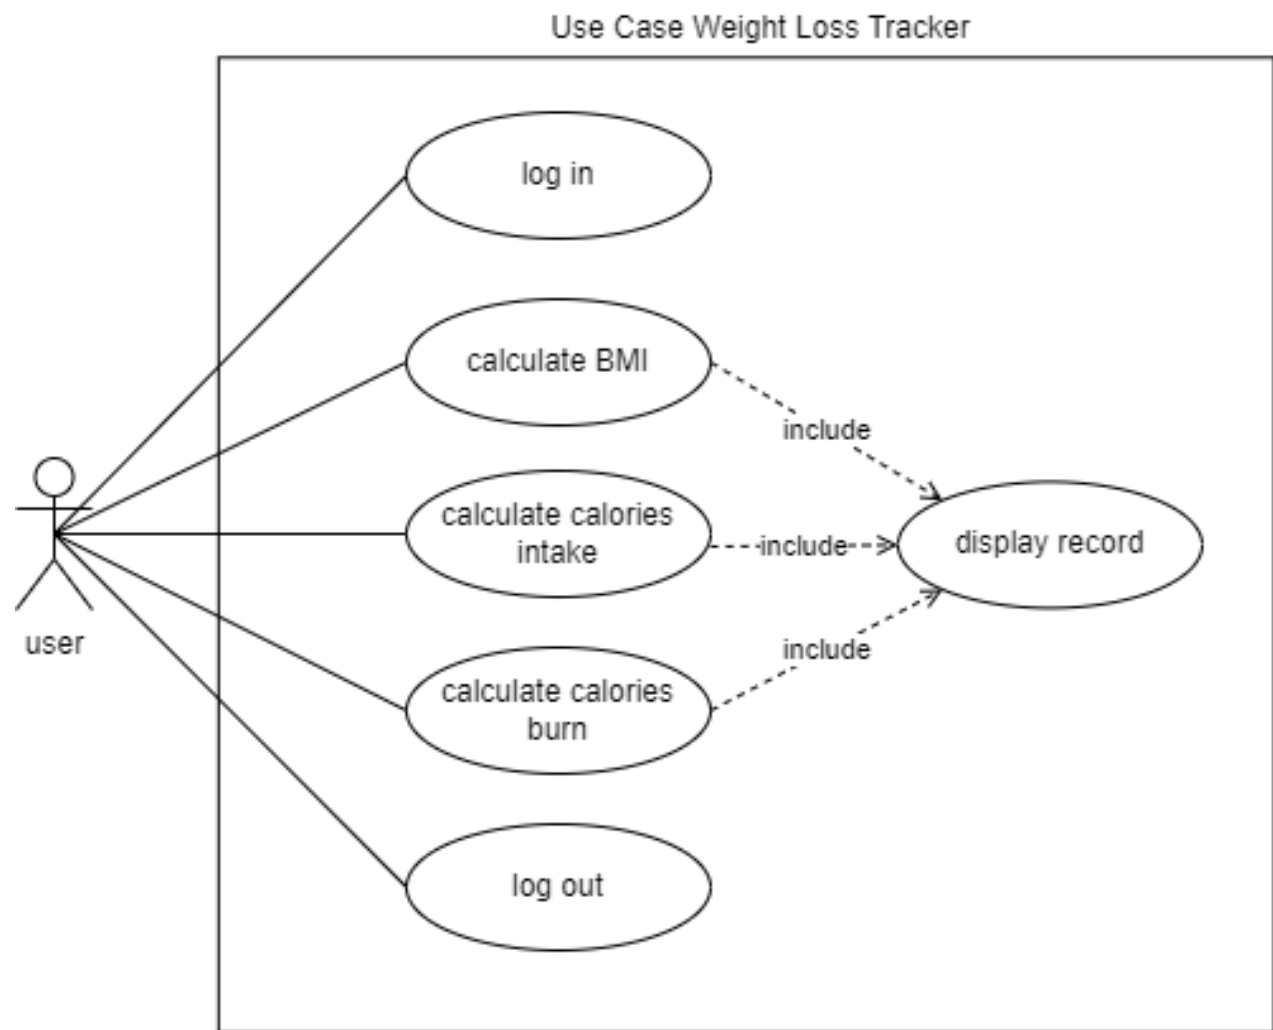 Use Case Weight Loss Tracker
log in
calculate BMI
include
calculate calories
intake
include
display record
user
include
calculate calories
burn
log out